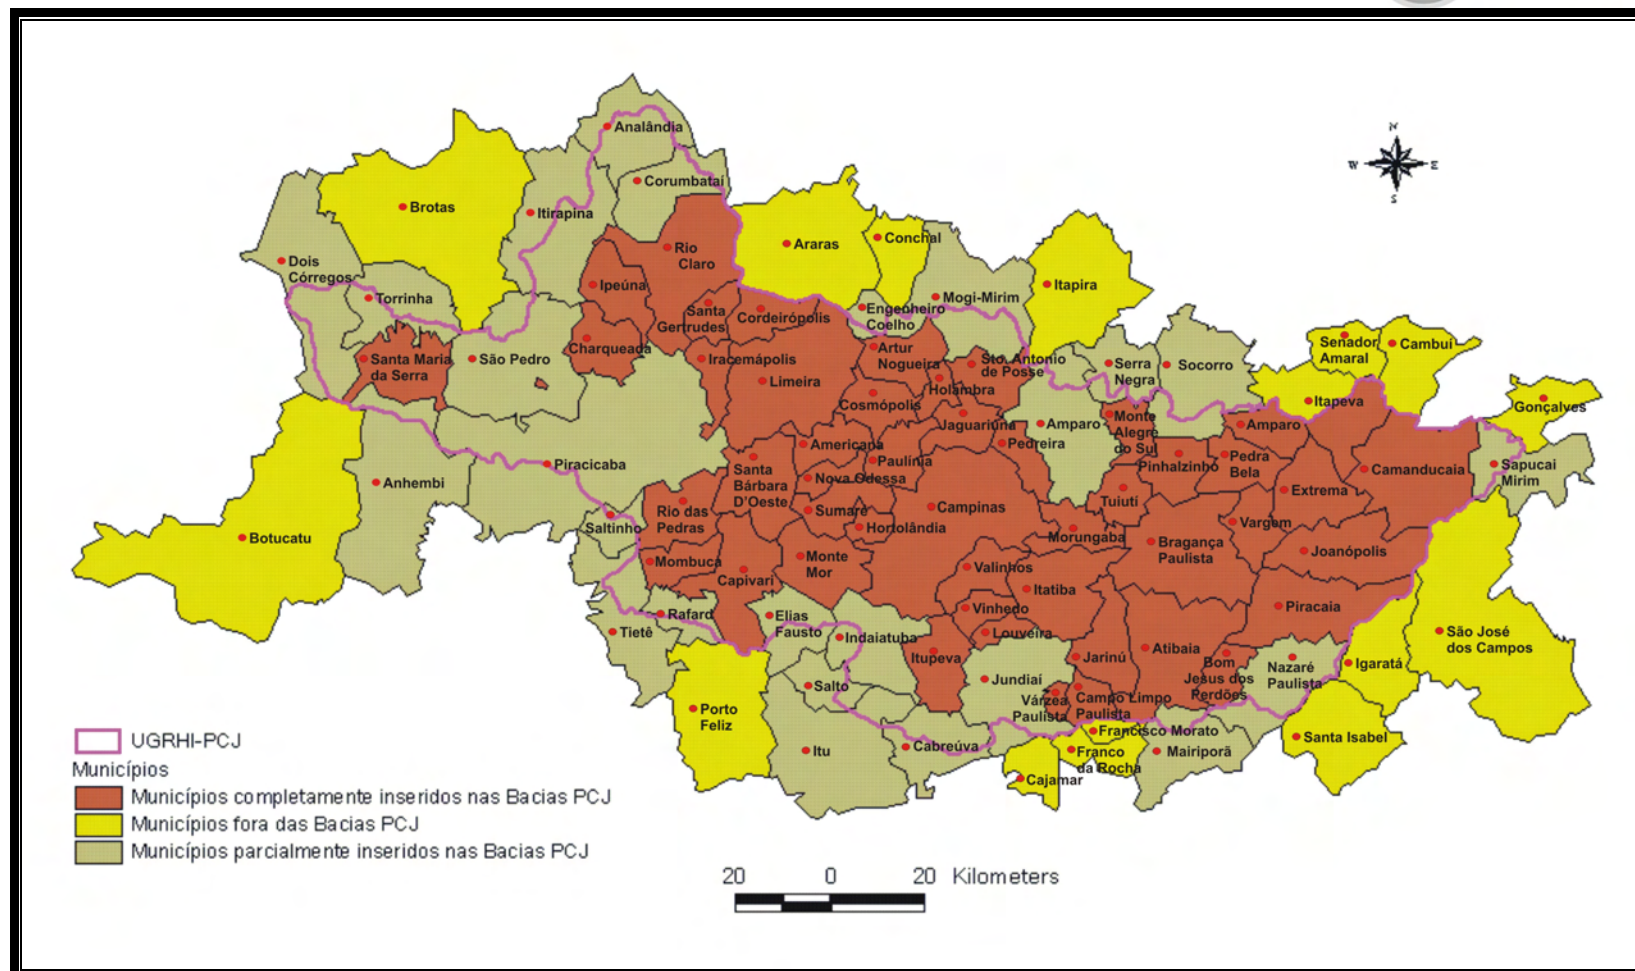 N
W
E
S
Analândia
Corumbataí
Brotas
Itirapina
Rio
Claro
Araras
Conchal
Dois
Córregos
Torrinha
Ipeúna
Santa
Gertrudes
Cordeirópolis
Engenheiro
Coelho
Mogi-Mirim
Itapira
Santa Maria
da Serra
São Pedro
Charqueada
Iracemápolis
Limeira
Artur
Nogueira
Sto. Antonio
de Posse
Holambra
Serra
Negra
Socorro
Senador
Amaral
Cambuí
Itapeva
Gonçalves
Cosmópolis
Jaguariúna
Amparo
Monte
Alegre
do Sul
Amparo
Americana
Paulínia
Pedreira
Pinhalzinho
Pedra
Bela
Camanducaia
Sapucai
Mirim
Piracicaba
Santa
Bárbara
D'Oeste
Nova Odessa
Anhembi
Extrema
Tuiuti
Rio das
Pedras
Sumaré
Campinas
Hortolândia
Saltinho
Botucatu
Morungaba
Vargem
Bragança
Paulista
Joanópolis
Mombuca
Capivari
Monte
Mor
Valinhos
Itatiba
Vinhedo
Piracaia
Rafard
Elias
Fausto
Tietê
Indaiatuba
Louveira
Itupeva
Jarinú
Atibaia
Bom
Jesus dos
Perdões
Nazaré
Paulista
Igaratá
São José
dos Campos
Jundiaí
Salto
Várzea
Paulista
Campo Limpo
Paulista
Porto
Feliz
Itu
Cabreúva
Francisco Morato
Franco
da Rocha
Mairiporã
Santa Isabel
Cajamar
UGRHI-PCJ
Municípios
Municípios completamente inseridos nas Bacias PCJ
Municípios fora das Bacias PCJ
Municípios parcialmente inseridos nas Bacias PCJ
20 0 20 Kilometers